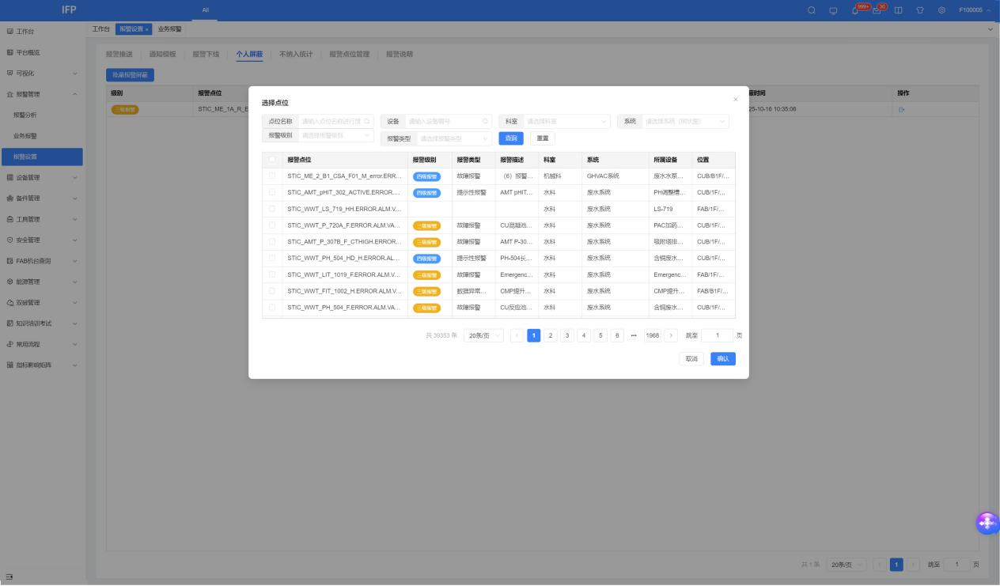 IFP
All
999+
30
F100005
工作台
平台概览
可视化
报警管理
报警分析
业务报警
报警设置
设备管理
备件管理
工具管理
安全管理
FAB机台查询
能源管理
双碳管理
知识培训考试
常用流程
指标影响矩阵
工作台 报警设置 × 业务报警
报警推送 通知模板 报警下线 个人屏蔽 不纳入统计 报警点位管理 报警说明
批量报警屏蔽
级别 报警点位 蔽时间 操作
三级报警 STIC_ME_1A_R_E 25-10-16 10:35:06
选择点位 ×
点位名称 请输入点位名称进行搜 设备 请输入设备编号 科室 请选择科室 系统 请选择系统（树状图）
报警级别 请选择报警级别 报警类型 请选择报警类型 查询 重置
报警点位 报警级别 报警类型 报警描述 科室 系统 所属设备 位置
STIC_ME_2_B1_CSA_F01_M_error.ERR... 四级报警 故障报警 （6）报警... 机械科 GHVAC系统 废水水泵... CUB/B1F/...
STIC_AMT_pHIT_302_ACTIVE.ERROR.... 四级报警 提示性报警 AMT pHIT... 水科 废水系统 PH调整槽... CUB/1F/...
STIC_WWT_LS_719_HH.ERROR.ALM.V... 水科 废水系统 LS-719 FAB/1F/...
STIC_WWT_P_720A_F.ERROR.ALM.VA... 三级报警 故障报警 CU混凝池... 水科 废水系统 PAC加药... CUB/1F/...
STIC_AMT_P_307B_F_CTHIGH.ERROR... 三级报警 故障报警 AMT P-30... 水科 废水系统 吸附塔排... CUB/1F/...
STIC_WWT_PH_504_HD_H.ERROR.AL... 四级报警 提示性报警 PH-504长... 水科 废水系统 含铜废水... CUB/1F/...
STIC_WWT_LIT_1019_F.ERROR.ALM.V... 三级报警 故障报警 Emergenc... 水科 废水系统 Emergenc... FAB/1F/...
STIC_WWT_FIT_1002_H.ERROR.ALM.V... 三级报警 数据异常... CMP提升... 水科 废水系统 CMP提升... FAB/B1F/...
STIC_WWT_PH_504_F.ERROR.ALM.VA... 三级报警 故障报警 CU反应池... 水科 废水系统 含铜废水... CUB/1F/...
共 39353 条 20条/页 1 2 3 4 5 6 ••• 1968 跳至 1 页
取消 确认
共 1 条 20条/页 1 跳至 1 页